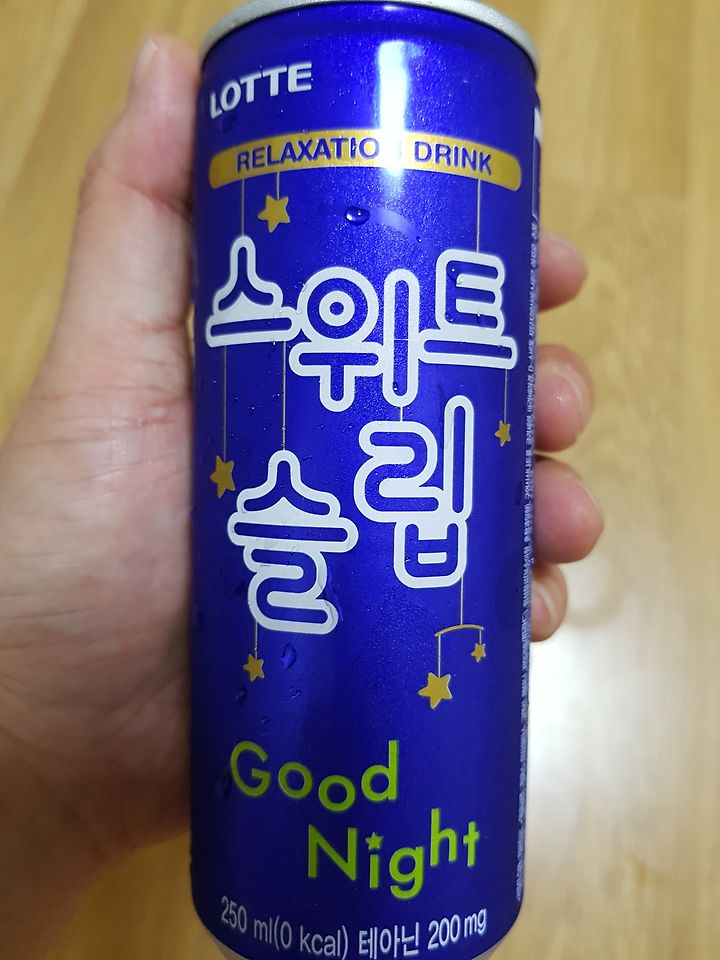 LOTTE
RELAXATION DRINK
스위트
슬립
Good
Night
250 ml(0 kcal) 테아닌 200 mg